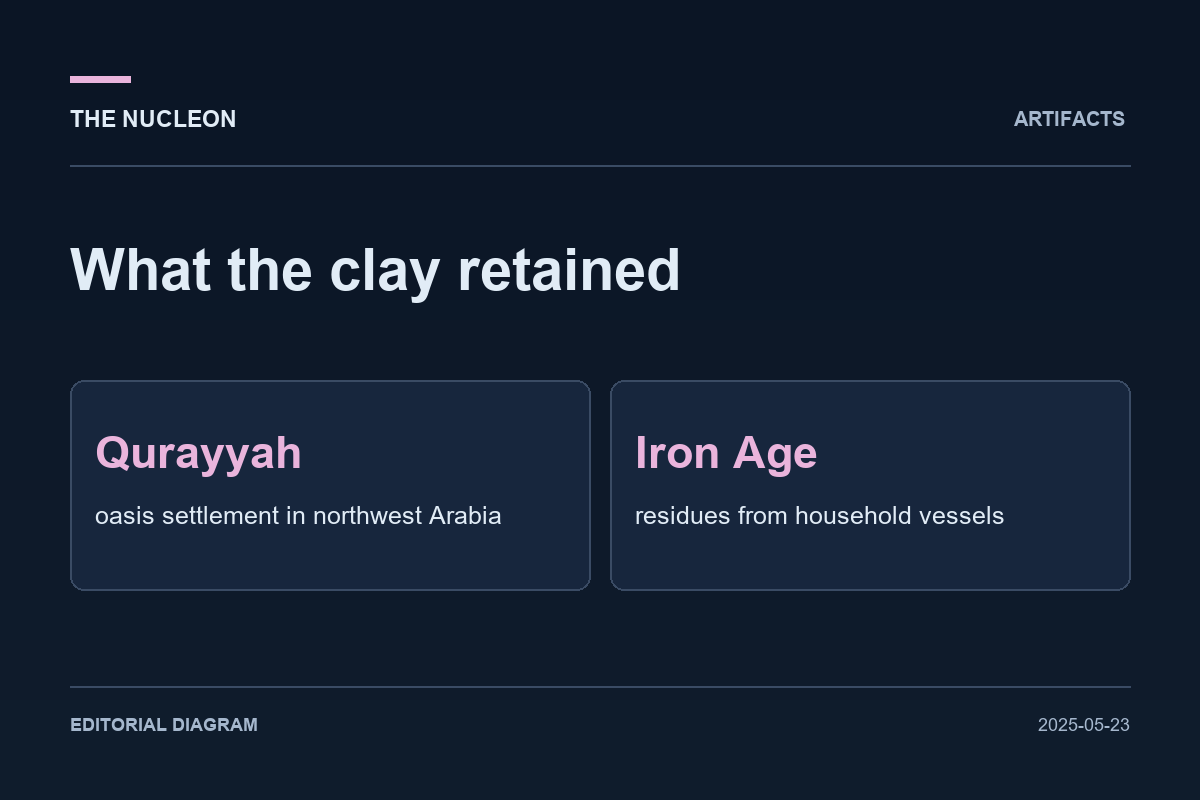 THE NUCLEON
ARTIFACTS
What the clay retained
Qurayyah
oasis settlement in northwest Arabia
Iron Age
residues from household vessels
EDITORIAL DIAGRAM
2025-05-23